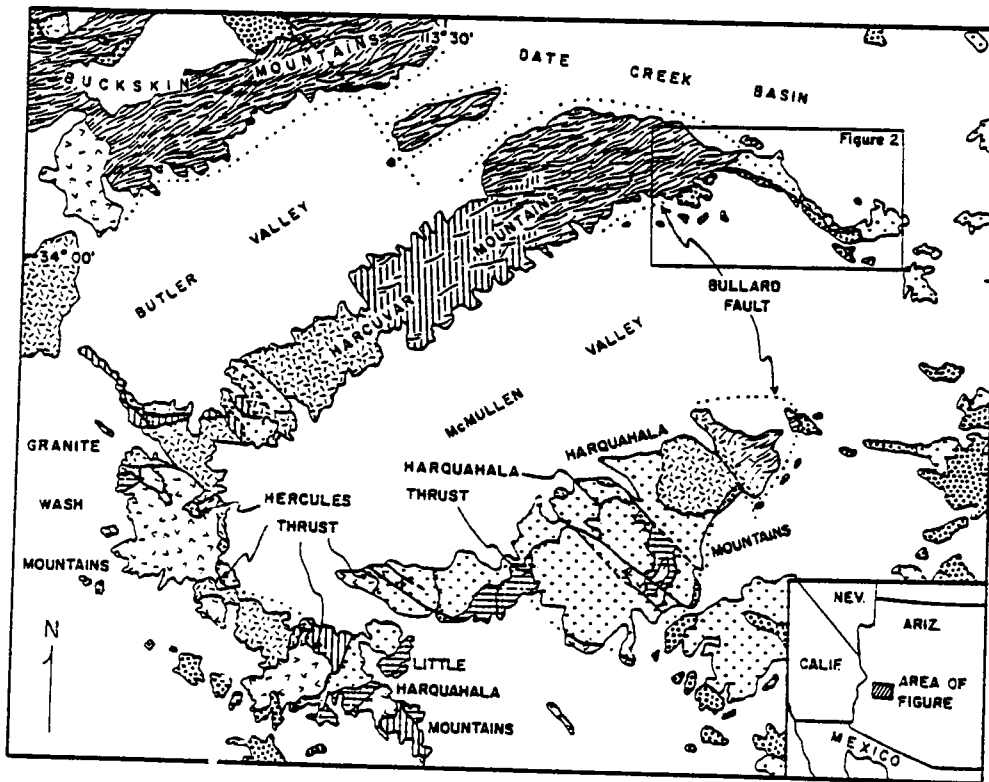 113° 30'
BUCKSKIN MOUNTAINS
DATE CREEK BASIN
Figure 2
34° 00'
BUTLER VALLEY
HARCUVAR MOUNTAINS
BULLARD
FAULT
McMULLEN VALLEY
GRANITE
WASH
MOUNTAINS
HERCULES
THRUST
HARQUAHALA
THRUST
HARQUAHALA
MOUNTAINS
LITTLE
HARQUAHALA
MOUNTAINS
N
NEV.
ARIZ.
CALIF.
AREA OF
FIGURE
MEXICO